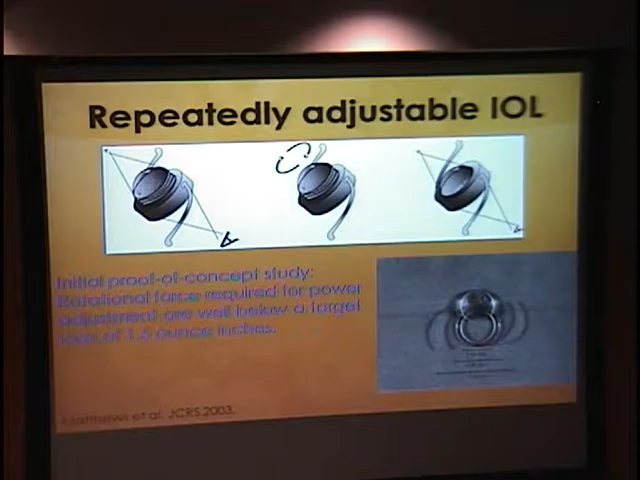 Repeatedly adjustable IOL
Initial proof-of-concept study:
Rotational force required for power
adjustment are well below a target
of 1.5 ounce inches.
Matthews et al. JCRS 2003.